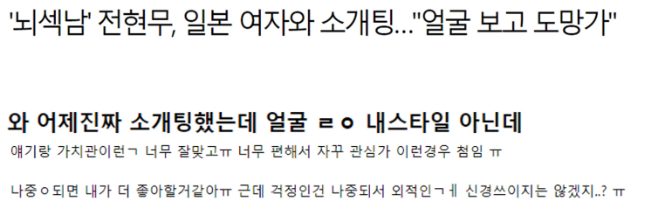 '뇌섹남' 전현무, 일본 여자와 소개팅…"얼굴 보고 도망가"
와 어제진짜 소개팅했는데 얼굴 ㄹㅇ 내스타일 아닌데
얘기랑 가치관이런ㄱ 너무 잘맞고ㅠ 너무 편해서 자꾸 관심가 이런경우 첨임 ㅠ
나중ㅇ되면 내가 더 좋아할거같아ㅠ 근데 걱정인건 나중되서 외적인ㄱㅔ 신경쓰이지는 않겠지..? ㅠ